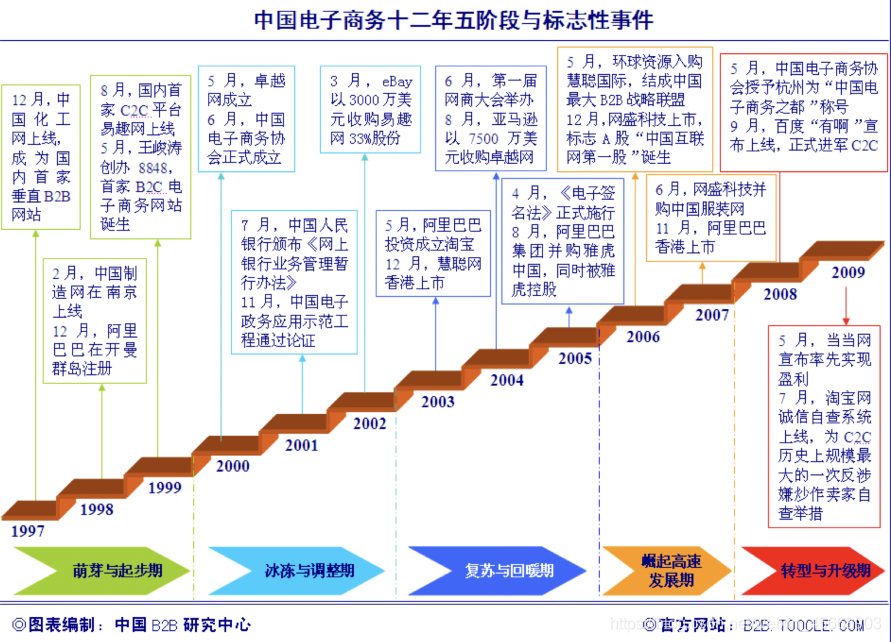 中国电子商务十二年五阶段与标志性事件
12月，中
国化工
网上线，
成为国
内首家
垂直B2B
网站
8月，国内首
家C2C平台
易趣网上线
5月，王峻涛
创办 8848，
首家B2C电
子商务网站
诞生
5 月，卓越
网成立
6 月，中国
电子商务协
会正式成立
3 月，eBay
以3000万美
元收购易趣
网33%股份
6 月，第一届
网商大会举办
8 月，亚马逊
以 7500 万美
元收购卓越网
5 月，环球资源入购
慧聪国际，结成中国
最大B2B战略联盟
12月，网盛科技上市，
标志 A 股“中国互联
网第一股”诞生
5 月，中国电子商务协
会授予杭州为“中国电
子商务之都”称号
9 月，百度“有啊”宣
布上线，正式进军C2C
2 月，中国制
造网在南京
上线
12 月，阿里
巴巴在开曼
群岛注册
7 月，中国人民
银行颁布《网上
银行业务管理暂
行办法》
11 月，中国电子
政务应用示范工
程通过论证
5月，阿里巴巴
投资成立淘宝
12 月，慧聪网
香港上市
4 月，《电子签
名法》正式施行
8 月，阿里巴巴
集团并购雅虎
中国，同时被雅
虎控股
6 月，网盛科技并
购中国服装网
11 月，阿里巴巴
香港上市
5 月，当当网
宣布率先实现
盈利
7 月，淘宝网
诚信自查系统
上线，为 C2C
历史上规模最
大的一次反涉
嫌炒作卖家自
查举措
1997
1998
1999
2000
2001
2002
2003
2004
2005
2006
2007
2008
2009
萌芽与起步期
冰冻与调整期
复苏与回暖期
崛起高速
发展期
转型与升级期
◎图表编制：中国B2B研究中心
◎官方网站：B2B.TOOCLE.COM